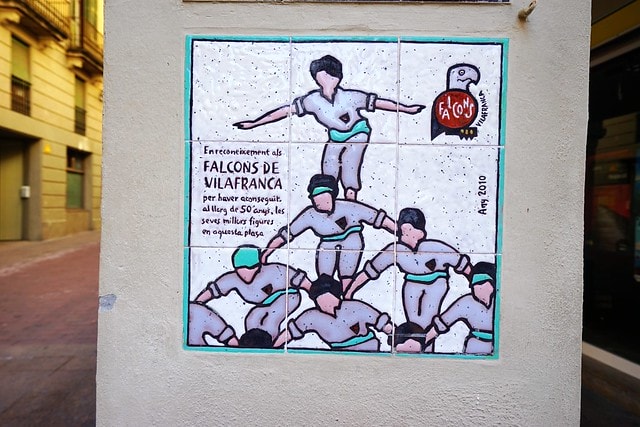 FALCONS
VILAFRANCA
En reconeixement als
FALCONS DE
VILAFRANCA
per haver aconseguit,
al llarg de 50 anys, les
seves millors figures
en aquesta plaça
Any 2010